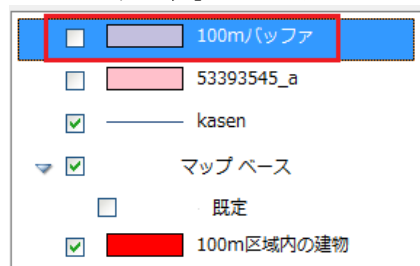 100mバッファ
53393545_a
kasen
マップ ベース
既定
100m区域内の建物